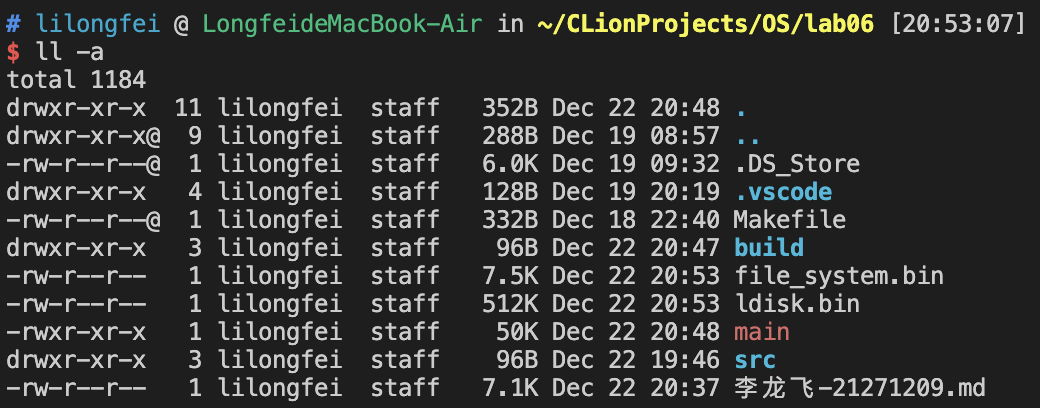 # lilongfei @ LongfeideMacBook-Air in ~/CLionProjects/OS/lab06 [20:53:07]
$ ll -a
total 1184
drwxr-xr-x  11 lilongfei  staff   352B Dec 22 20:48 .
drwxr-xr-x@  9 lilongfei  staff   288B Dec 19 08:57 ..
-rw-r--r--@  1 lilongfei  staff   6.0K Dec 19 09:32 .DS_Store
drwxr-xr-x   4 lilongfei  staff   128B Dec 19 20:19 .vscode
-rw-r--r--@  1 lilongfei  staff   332B Dec 18 22:40 Makefile
drwxr-xr-x   3 lilongfei  staff    96B Dec 22 20:47 build
-rw-r--r--   1 lilongfei  staff   7.5K Dec 22 20:53 file_system.bin
-rw-r--r--   1 lilongfei  staff   512K Dec 22 20:53 ldisk.bin
-rwxr-xr-x   1 lilongfei  staff    50K Dec 22 20:48 main
drwxr-xr-x   3 lilongfei  staff    96B Dec 22 19:46 src
-rw-r--r--   1 lilongfei  staff   7.1K Dec 22 20:37 李龙飞-21271209.md